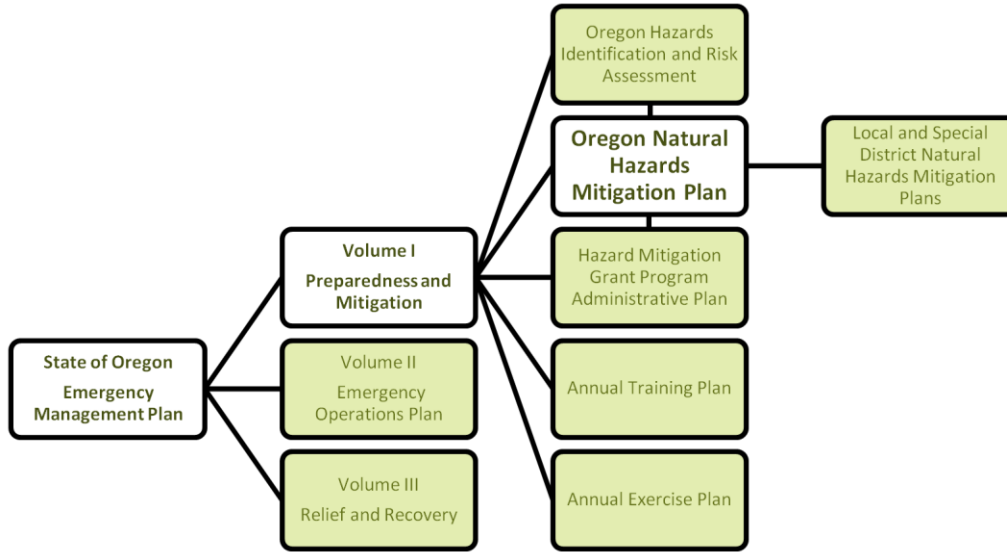 Oregon Hazards
Identification and Risk
Assessment
Oregon Natural
Hazards
Mitigation Plan
Local and Special
District Natural
Hazards Mitigation
Plans
Volume I
Preparedness and
Mitigation
Hazard Mitigation
Grant Program
Administrative Plan
State of Oregon
Emergency
Management Plan
Volume II
Emergency
Operations Plan
Annual Training Plan
Volume III
Relief and Recovery
Annual Exercise Plan